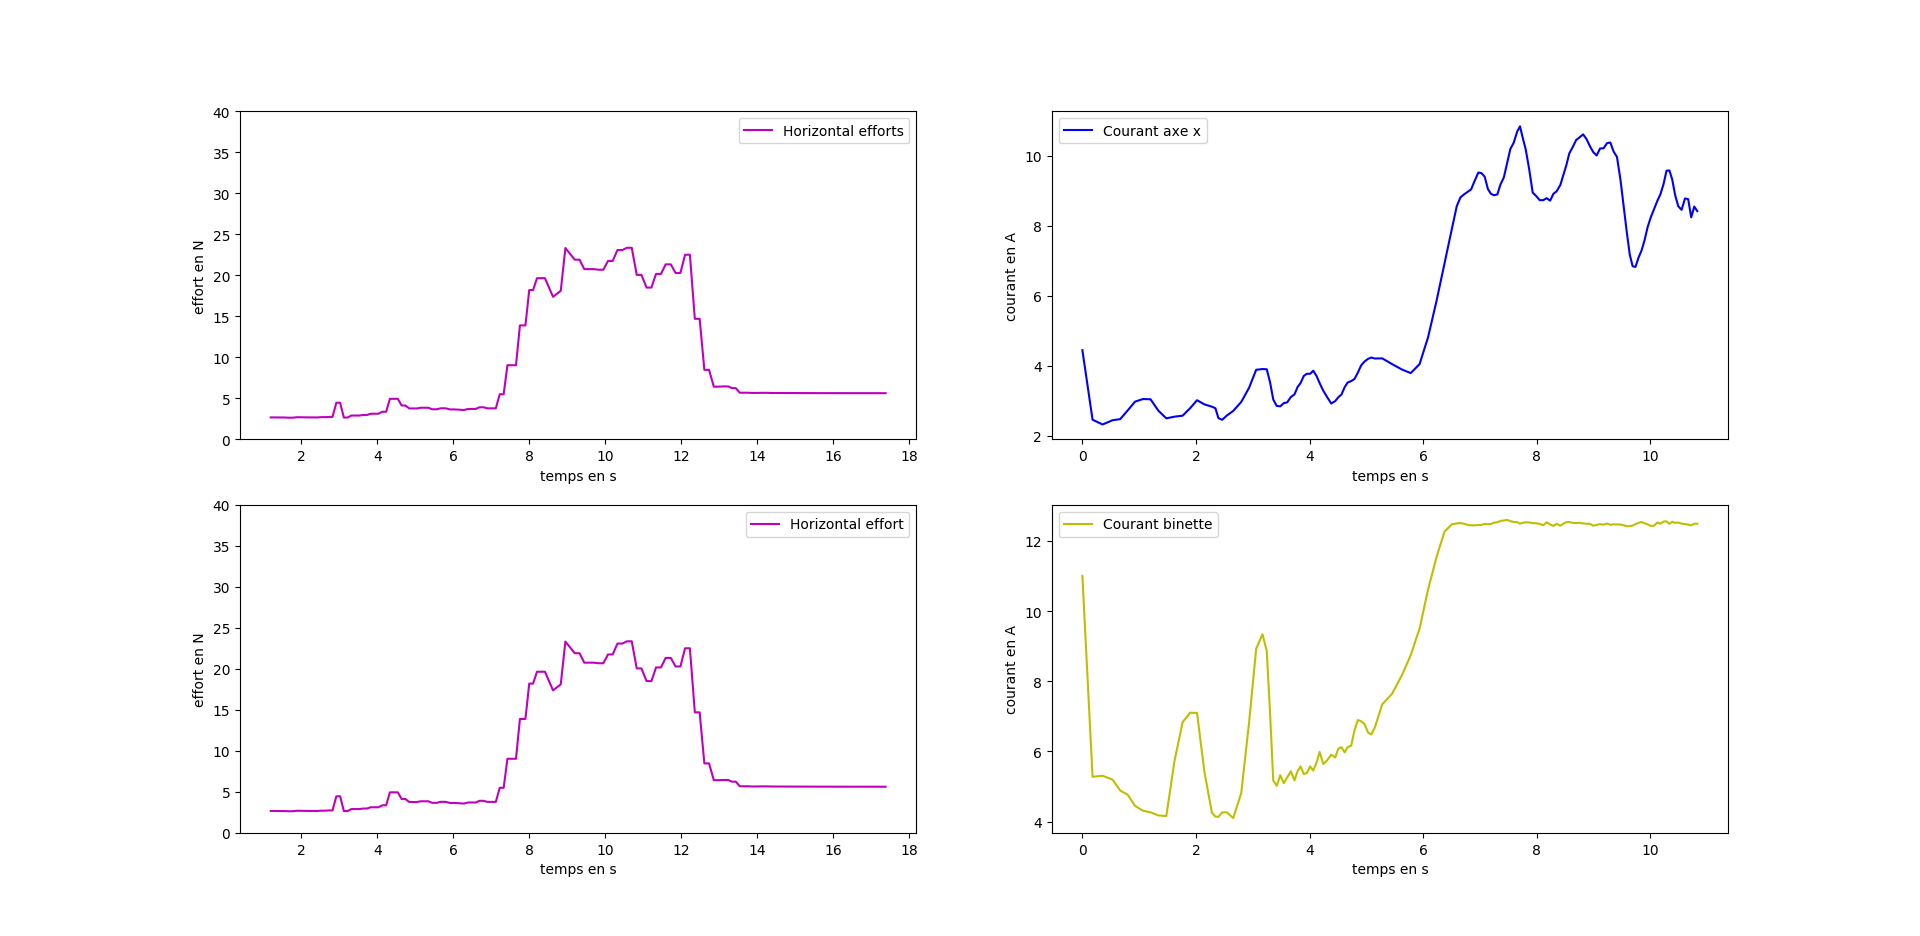 Horizontal efforts
effort en N
40
35
30
25
20
15
10
5
0
2 4 6 8 10 12 14 16 18
temps en s
Courant axe x
courant en A
10
8
6
4
2
0 2 4 6 8 10
temps en s
Horizontal effort
effort en N
40
35
30
25
20
15
10
5
0
2 4 6 8 10 12 14 16 18
temps en s
Courant binette
courant en A
12
10
8
6
4
0 2 4 6 8 10
temps en s